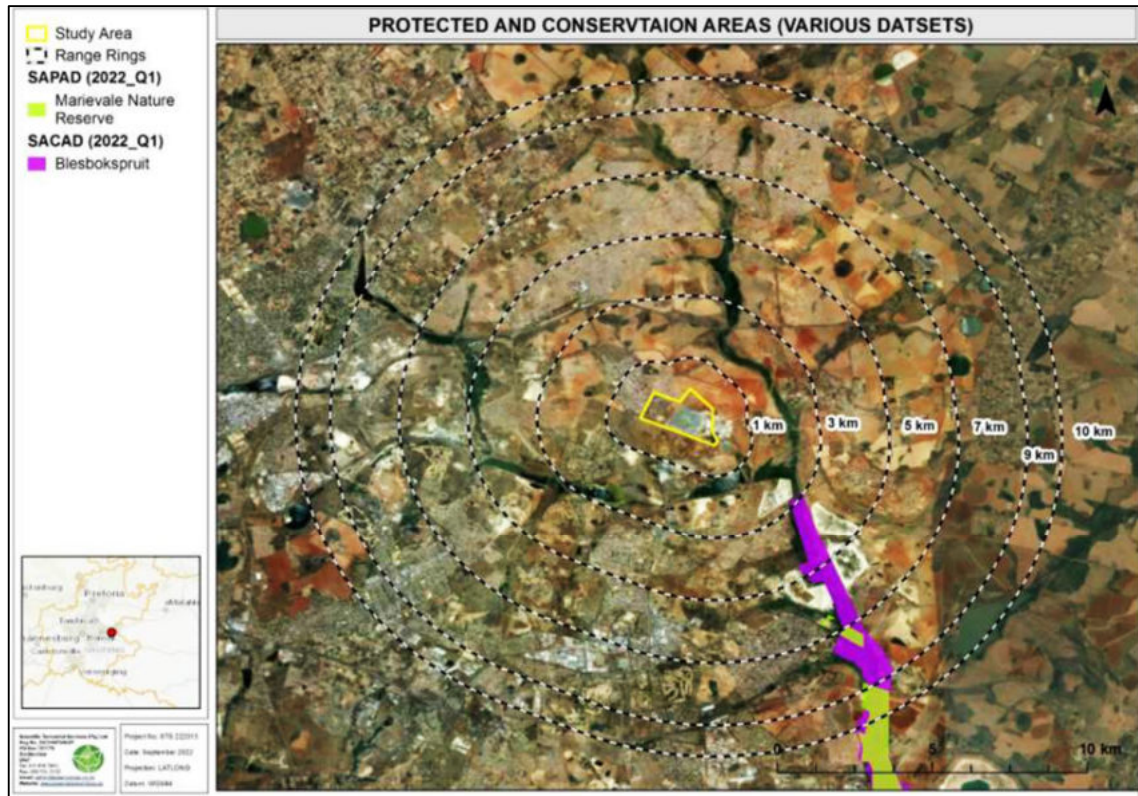 PROTECTED AND CONSERVTAION AREAS (VARIOUS DATSETS)
Study Area
Range Rings
SAPAD (2022_Q1)
Marievale Nature
Reserve
SACAD (2022_Q1)
Blesbokspruit
1 km
3 km
5 km
7 km
9 km
10 km
0
5
10 km
Pretoria
Project No: STS 
Date: September 2022
Projection: LATLONG
Datum: WGS84